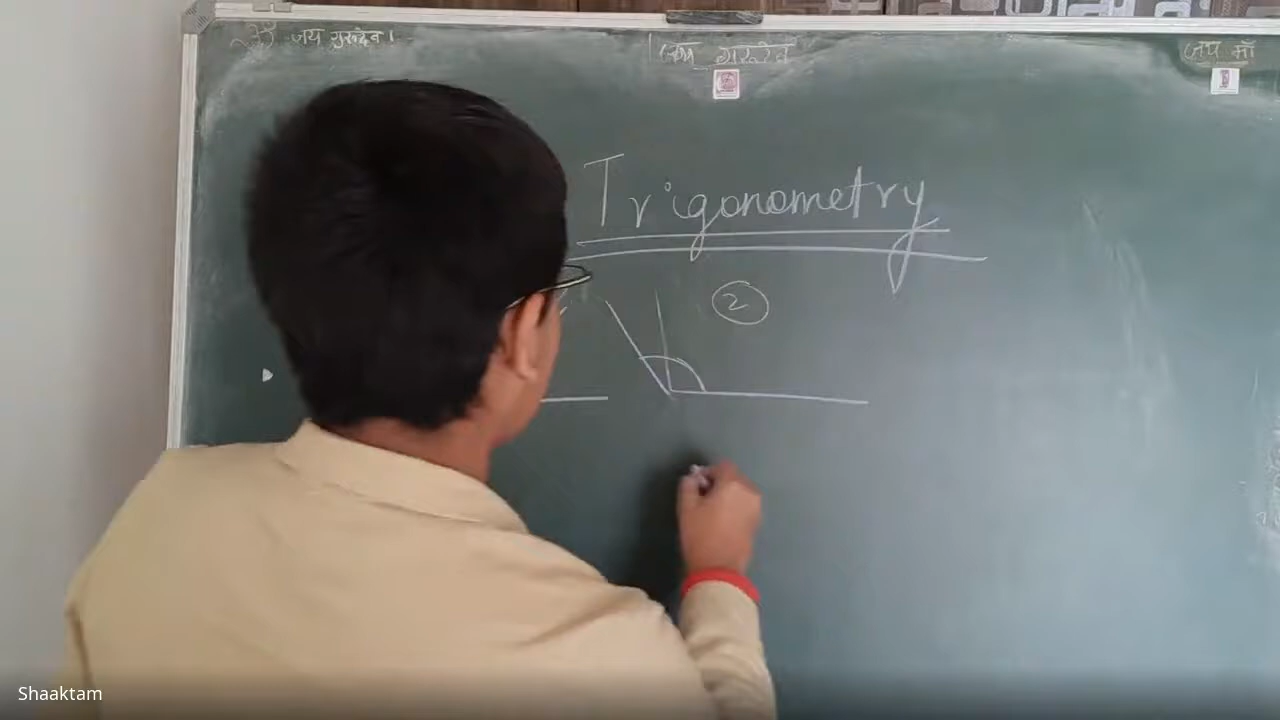 ॐ जय गुरूदेव।
जय गुरूदेव
जय माँ
Trigonometry
2
Shaaktam